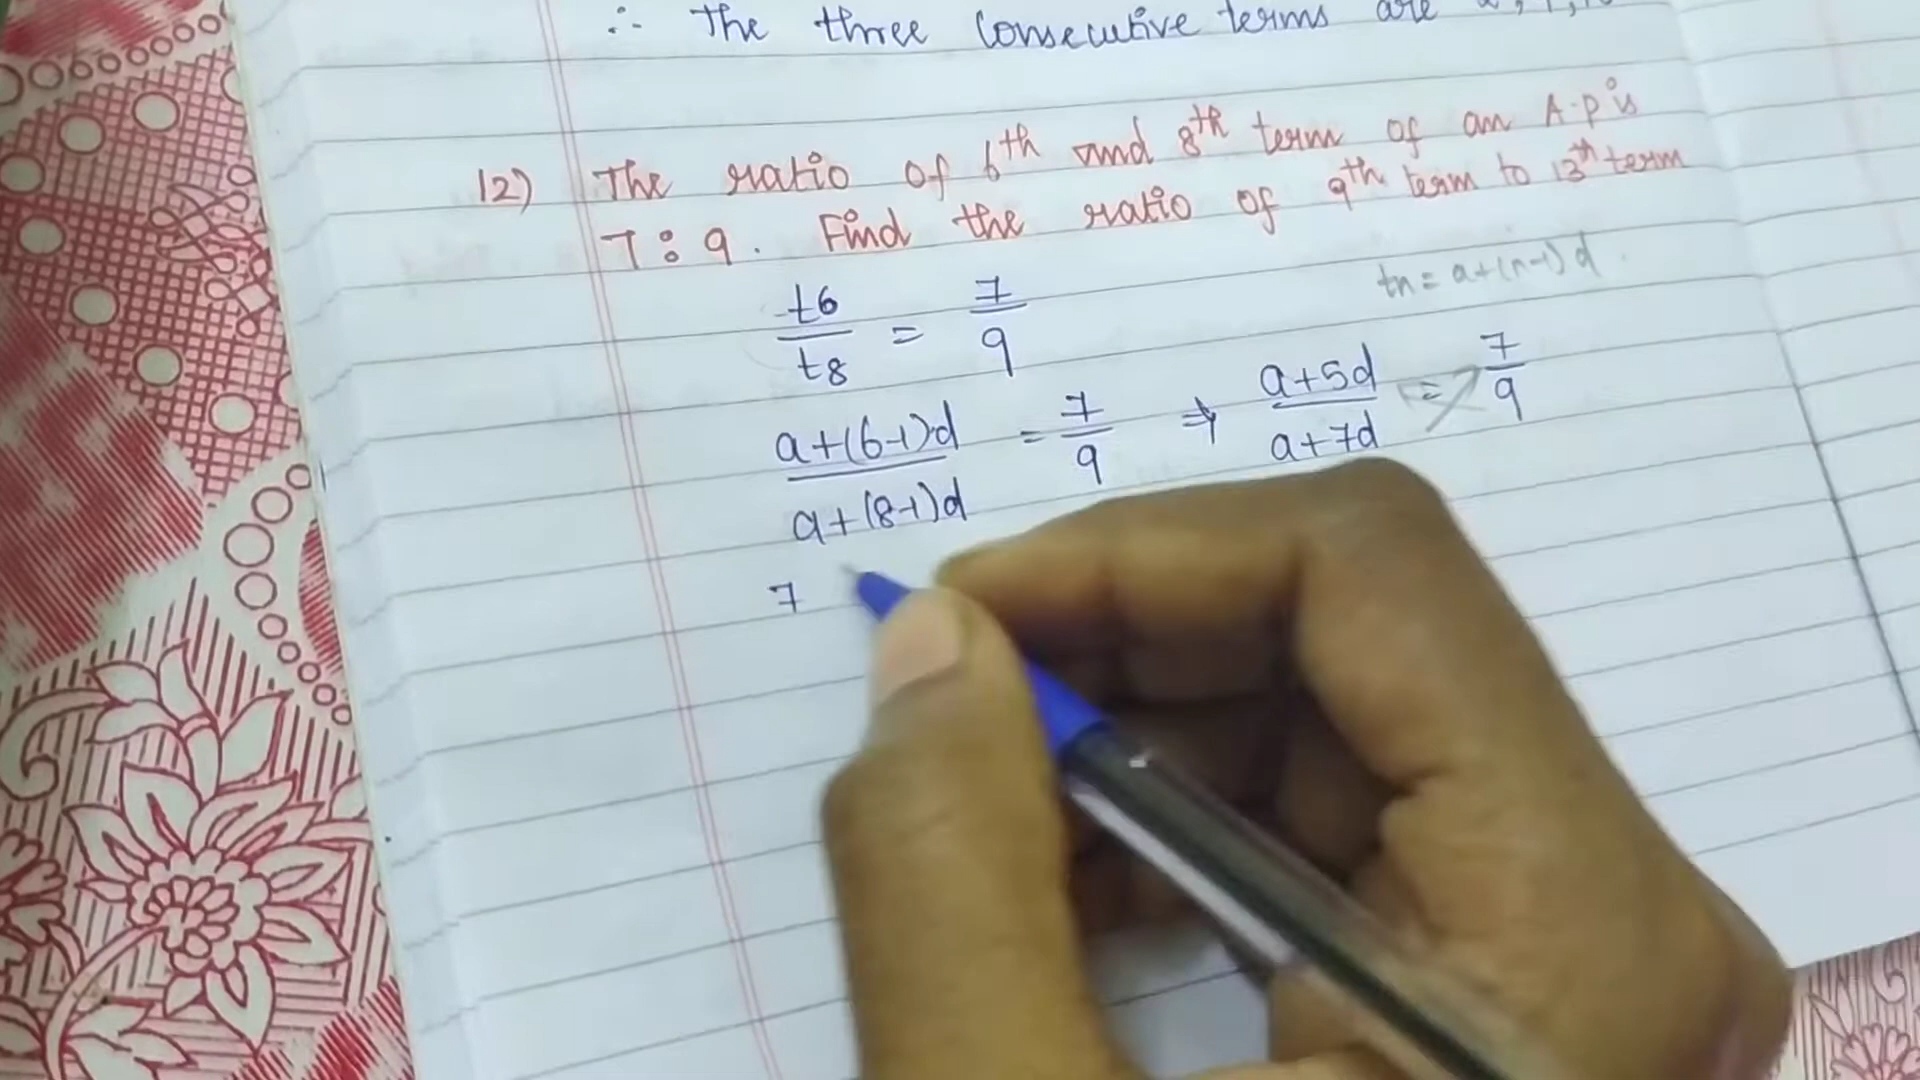 ∴ The three consecutive terms are 2, 7,
12) The ratio of 6th and 8th term of an A.P is
7 : 9. Find the ratio of 9th term to 13th term
tn = a+(n-1)d.
t6/t8 = 7/9
a+(6-1)d/a+(8-1)d = 7/9 ⇒ a+5d/a+7d = 7/9
7